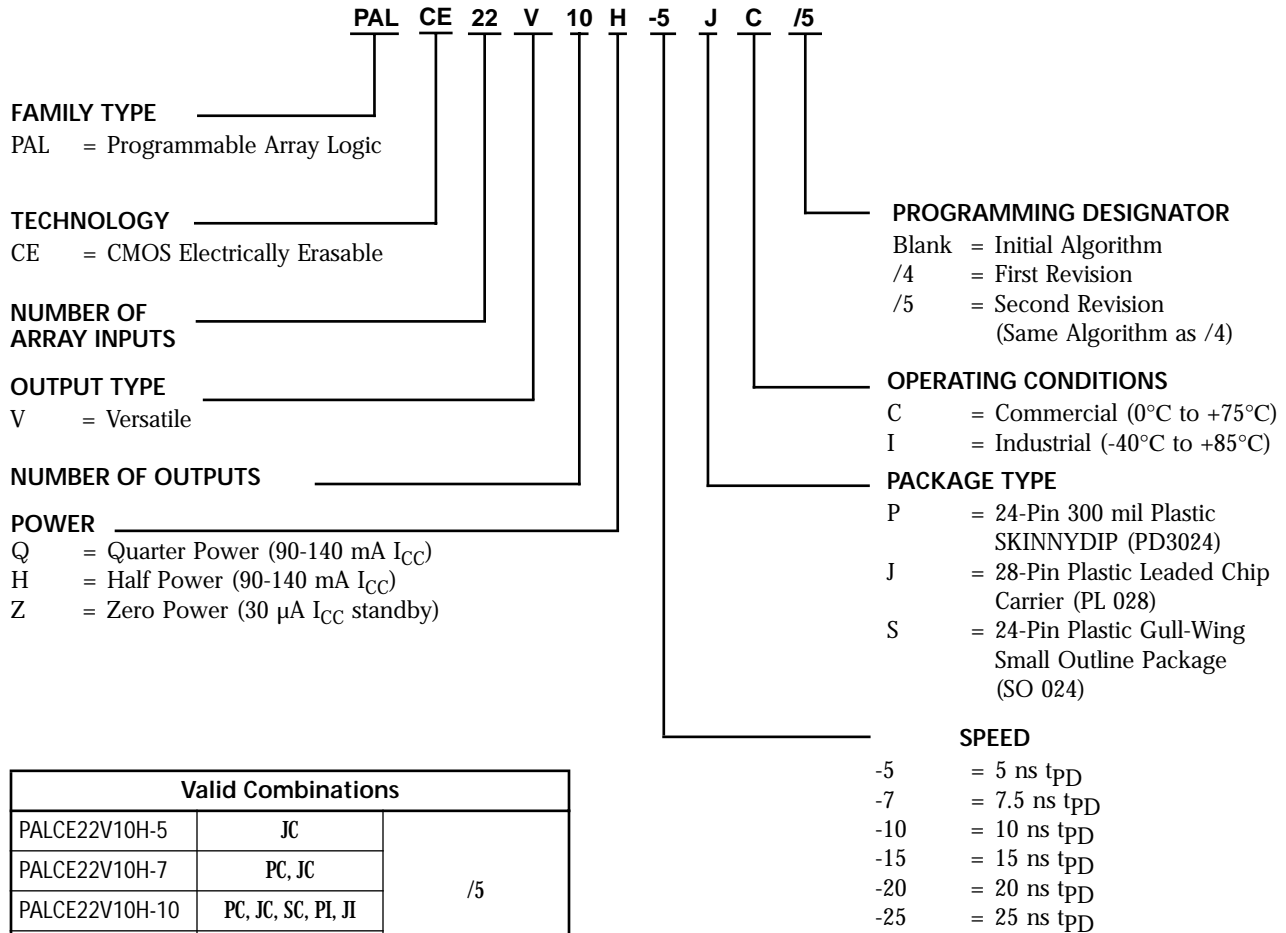 PAL CE 22 V 10 H -5 J C /5
FAMILY TYPE
PAL = Programmable Array Logic
TECHNOLOGY
CE = CMOS Electrically Erasable
NUMBER OF
ARRAY INPUTS
OUTPUT TYPE
V = Versatile
NUMBER OF OUTPUTS
POWER
Q = Quarter Power (90-140 mA ICC)
H = Half Power (90-140 mA ICC)
Z = Zero Power (30 µA ICC standby)
PROGRAMMING DESIGNATOR
Blank = Initial Algorithm
/4 = First Revision
/5 = Second Revision
(Same Algorithm as /4)
OPERATING CONDITIONS
C = Commercial (0°C to +75°C)
I = Industrial (-40°C to +85°C)
PACKAGE TYPE
P = 24-Pin 300 mil Plastic
SKINNYDIP (PD3024)
J = 28-Pin Plastic Leaded Chip
Carrier (PL 028)
S = 24-Pin Plastic Gull-Wing
Small Outline Package
(SO 024)
SPEED
-5 = 5 ns tPD
-7 = 7.5 ns tPD
-10 = 10 ns tPD
-15 = 15 ns tPD
-20 = 20 ns tPD
-25 = 25 ns tPD
Valid Combinations
PALCE22V10H-5 JC
PALCE22V10H-7 PC, JC
/5
PALCE22V10H-10 PC, JC, SC, PI, JI